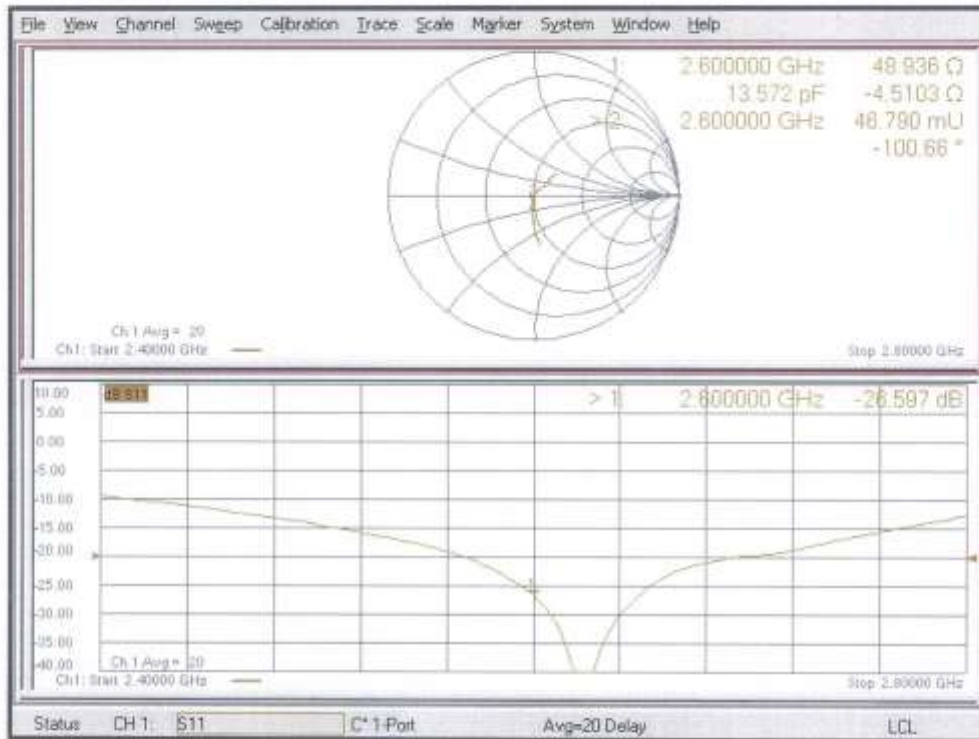 File View Channel Sweep Calibration Trace Scale Marker System Window Help
1 2.600000 GHz 48.936 Ω
13.572 pF -4.5103 Ω
> 2 2.600000 GHz 46.790 mU
-100.66 °
Ch 1 Avg = 20
Ch1: Start 2.40000 GHz
Stop 2.80000 GHz
10.00
dB S11
> 1 2.600000 GHz -26.597 dB
5.00
0.00
-5.00
-10.00
-15.00
-20.00
-25.00
1
-30.00
-35.00
-40.00
Ch 1 Avg = 20
Ch1: Start 2.40000 GHz
Stop 2.80000 GHz
Status CH 1: S11 C* 1-Port Avg=20 Delay LCL